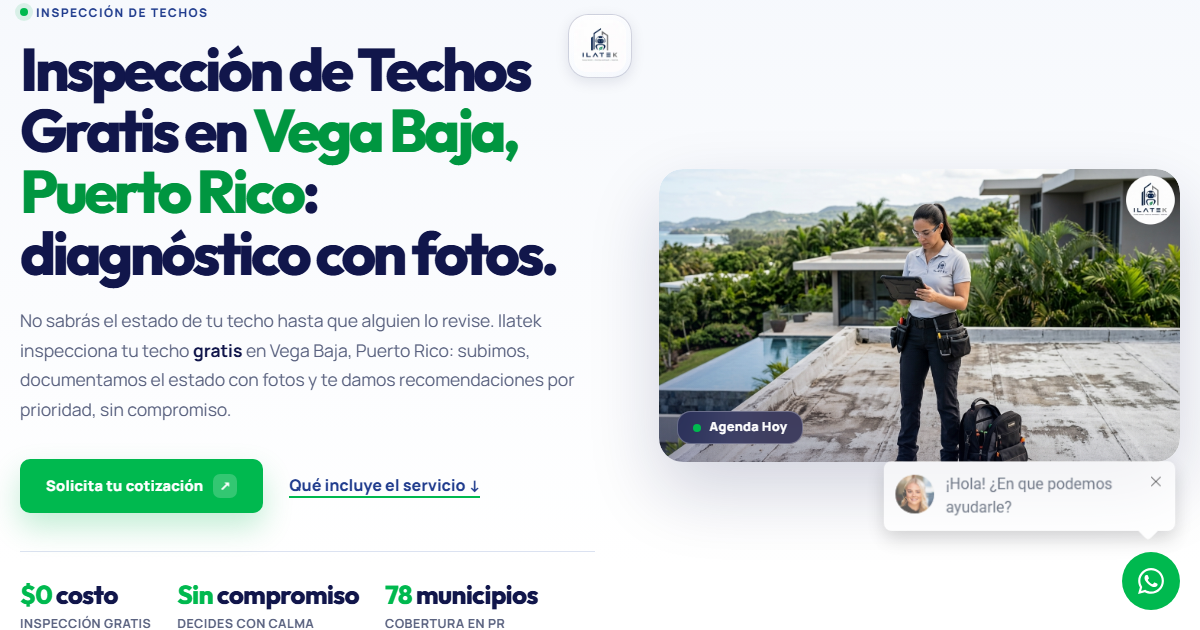 INSPECCIÓN DE TECHOS
ILATEK
Inspección de Techos
Gratis en Vega Baja,
Puerto Rico:
diagnóstico con fotos.
No sabrás el estado de tu techo hasta que alguien lo revise. Ilatek
inspecciona tu techo gratis en Vega Baja, Puerto Rico: subimos,
documentamos el estado con fotos y te damos recomendaciones por
prioridad, sin compromiso.
Solicita tu cotización ↗
Qué incluye el servicio ↓
$0 costo
INSPECCIÓN GRATIS
Sin compromiso
DECIDES CON CALMA
78 municipios
COBERTURA EN PR
ILATEK
ILATEK
Agenda Hoy
¡Hola! ¿En que podemos
ayudarle?